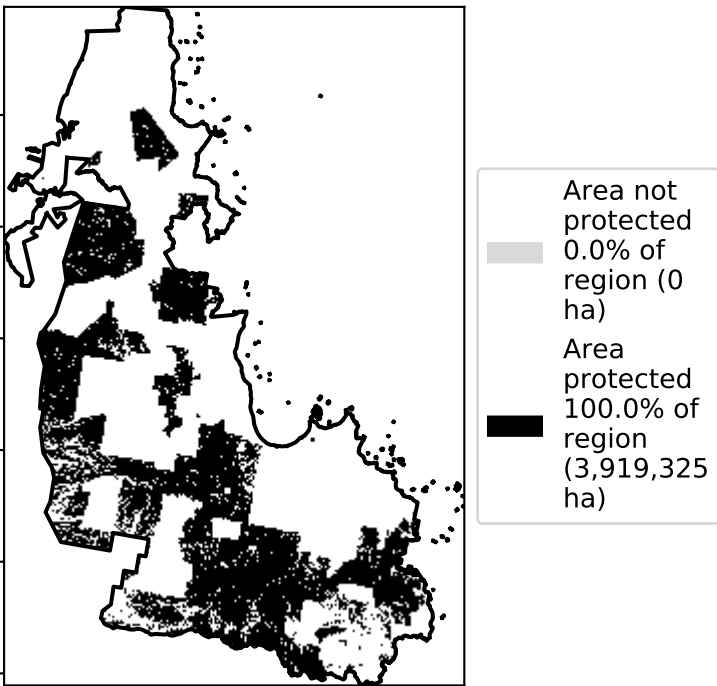 Area not
protected
0.0% of
region (0
ha)
Area
protected
100.0% of
region
(3,919,325
ha)